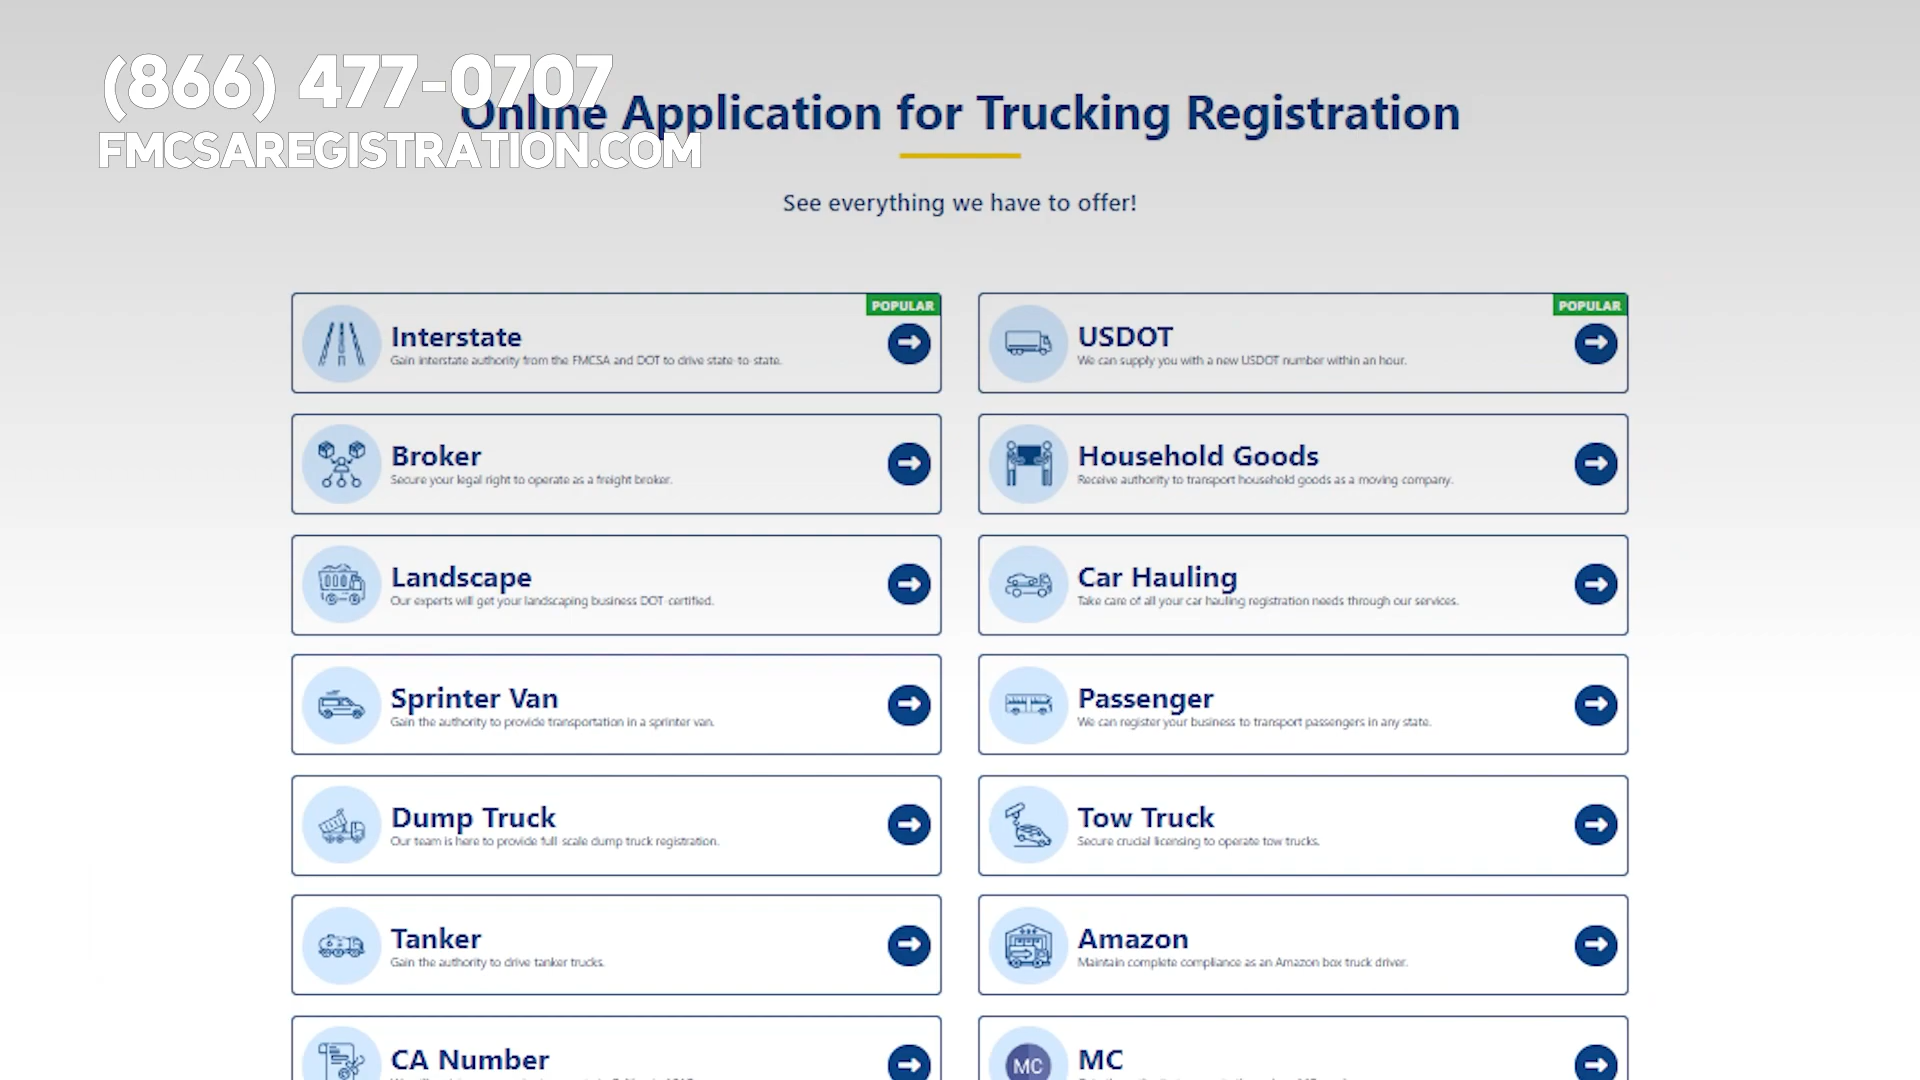 (866) 477-0707
FMCSAREGISTRATION.COM
Online Application for Trucking Registration
See everything we have to offer!
POPULAR
Interstate
Gain interstate authority from the FMCSA and DOT to drive state-to-state.
POPULAR
USDOT
We can supply you with a new USDOT number within an hour.
Broker
Secure your legal right to operate as a freight broker.
Household Goods
Receive authority to transport household goods as a moving company.
Landscape
Our experts will get your landscaping business DOT-certified.
Car Hauling
Take care of all your car hauling registration needs through our services.
Sprinter Van
Gain the authority to provide transportation in a sprinter van.
Passenger
We can register your business to transport passengers in any state.
Dump Truck
Our team is here to provide full-scale dump truck registration.
Tow Truck
Secure crucial licensing to operate tow trucks.
Tanker
Gain the authority to drive tanker trucks.
Amazon
Maintain complete compliance as an Amazon box truck driver.
CA Number
MC
MC